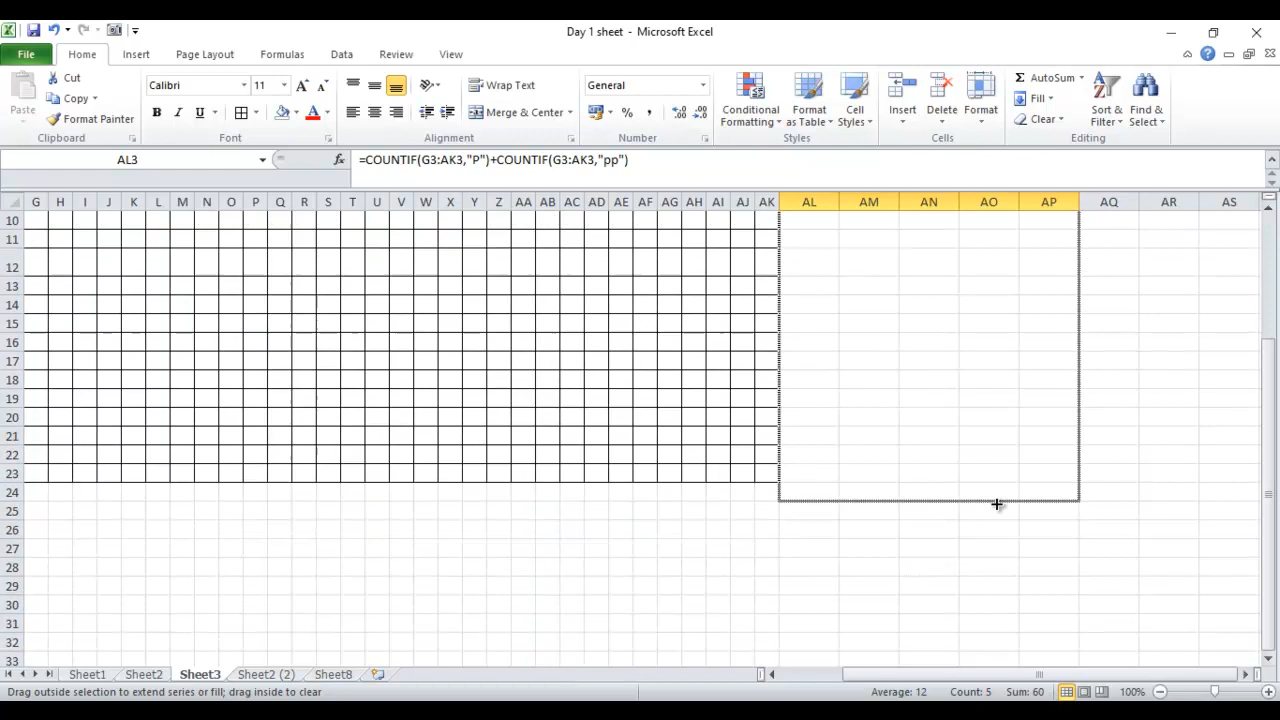 Day 1 sheet - Microsoft Excel
File Home Insert Page Layout Formulas Data Review View
Paste
Cut
Copy
Format Painter
Clipboard
Calibri 11
B I U A
Font
Wrap Text
Merge & Center
Alignment
General
%
Number
Conditional Formatting
Format as Table
Cell Styles
Styles
Insert
Delete
Format
Cells
AutoSum
Fill
Clear
Sort & Filter
Find & Select
Editing
AL3 fx =COUNTIF(G3:AK3,"P")+COUNTIF(G3:AK3,"pp")
G H I J K L M N O P Q R S T U V W X Y Z AA AB AC AD AE AF AG AH AI AJ AK AL AM AN AO AP AQ AR AS
10
11
12
13
14
15
16
17
18
19
20
21
22
23
24
25
26
27
28
29
30
31
32
33
Sheet1 Sheet2 Sheet3 Sheet2 (2) Sheet8
Drag outside selection to extend series or fill; drag inside to clear Average: 12 Count: 5 Sum: 60 100%